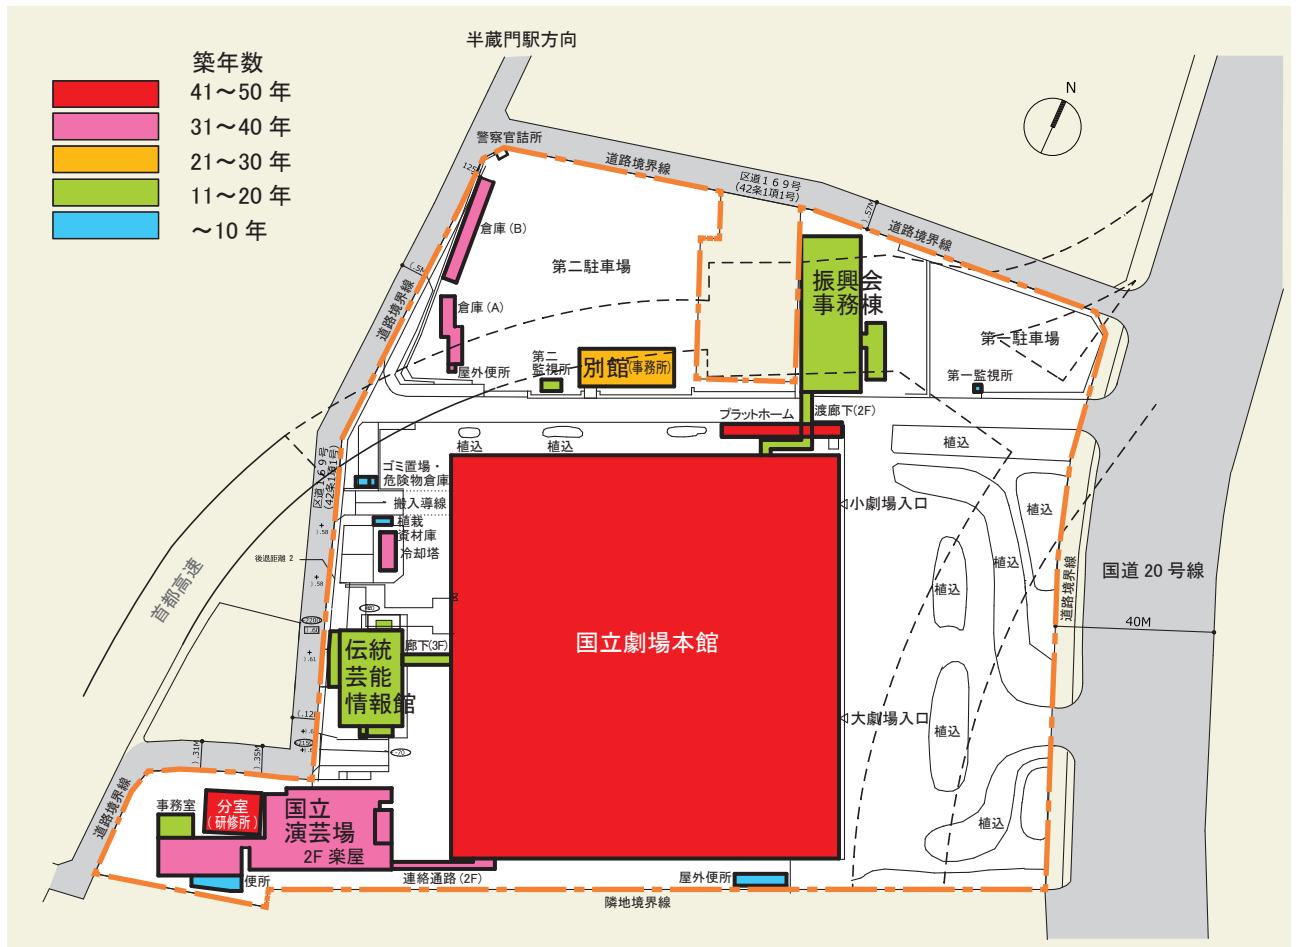 半蔵門駅方向
築年数
41～50 年
31～40 年
21～30 年
11～20 年
～10 年
N
警察官詰所
道路境界線
区道169号
(42条1項1号)
道路境界線
倉庫(B)
第二駐車場
振興会
事務棟
倉庫(A)
道路境界線
第一駐車場
第二
監視所
別館(事務所)
屋外便所
第一監視所
プラットホーム
渡廊下(2F)
植込
植込
植込
ゴミ置場・
危険物倉庫
区道169号
(42条1項1号)
搬入導線
小劇場入口
植込
植栽
資材庫
冷却塔
後退距離 2
植込
植込
道路境界線
国道 20 号線
首都高速
40M
国立劇場本館
伝統
芸能
情報館
廊下(3F)
大劇場入口
植込
道路境界線
事務室
分室
(研修所)
国立
演芸場
2F 楽屋
植込
便所
連絡通路(2F)
屋外便所
隣地境界線